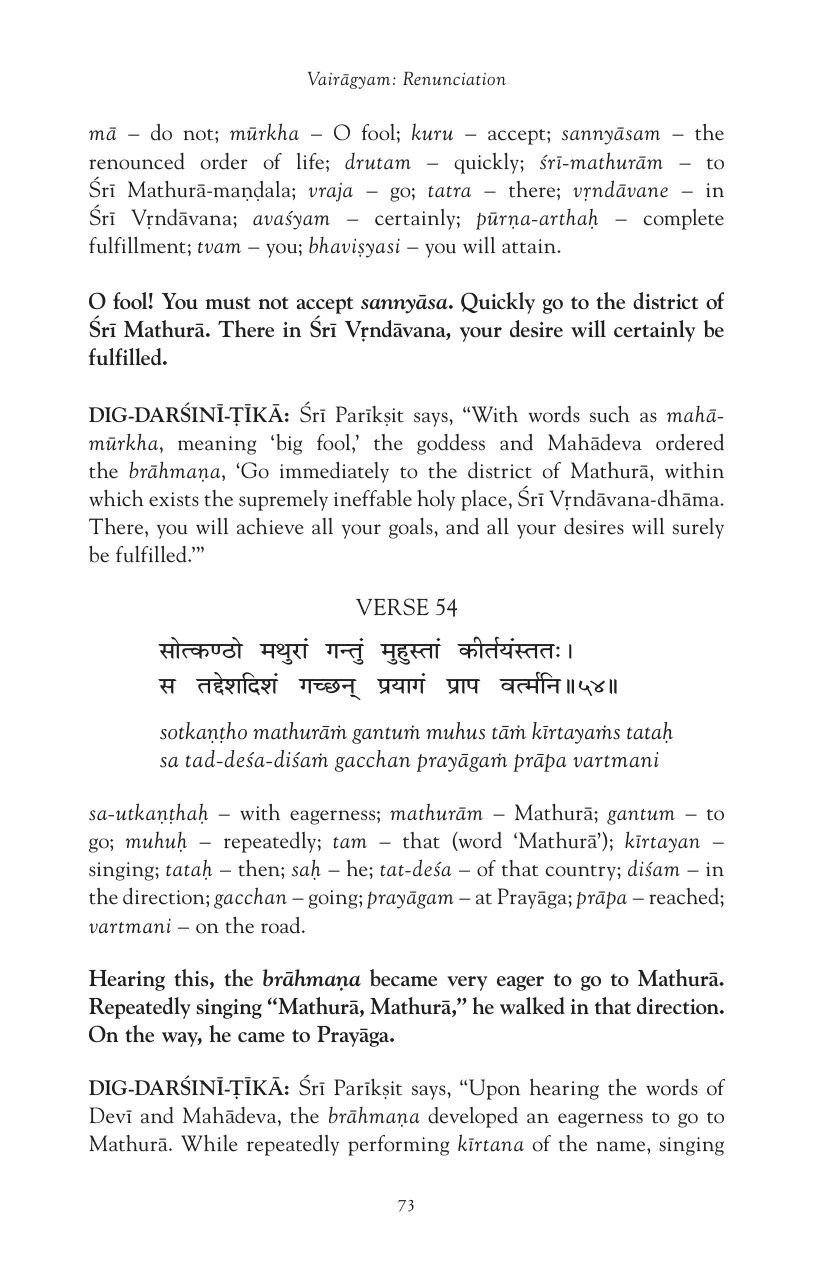 Vairāgyam: Renunciation
mā – do not; mūrkha – O fool; kuru – accept; sannyāsam – the
renounced order of life; drutam – quickly; śrī-mathurām – to
Śrī Mathurā-maṇḍala; vraja – go; tatra – there; vṛndāvane – in
Śrī Vṛndāvana; avaśyam – certainly; pūrṇa-arthaḥ – complete
fulfillment; tvam – you; bhaviṣyasi – you will attain.
O fool! You must not accept sannyāsa. Quickly go to the district of
Śrī Mathurā. There in Śrī Vṛndāvana, your desire will certainly be
fulfilled.
DIG-DARŚINĪ-ṬĪKĀ: Śrī Parīkṣit says, “With words such as mahā-
mūrkha, meaning ‘big fool,’ the goddess and Mahādeva ordered
the brāhmaṇa, ‘Go immediately to the district of Mathurā, within
which exists the supremely ineffable holy place, Śrī Vṛndāvana-dhāma.
There, you will achieve all your goals, and all your desires will surely
be fulfilled.’”
VERSE 54
सोत्कण्ठो मथुरां गन्तुं मुहुस्तां कीर्तयंस्ततः।
स तद्देशदिशं गच्छन् प्रयागं प्राप वर्त्मनि॥५४॥
sotkaṇṭho mathurāṁ gantuṁ muhus tāṁ kīrtayaṁs tataḥ
sa tad-deśa-diśaṁ gacchan prayāgaṁ prāpa vartmani
sa-utkaṇṭhaḥ – with eagerness; mathurām – Mathurā; gantum – to
go; muhuḥ – repeatedly; tam – that (word ‘Mathurā’); kīrtayan –
singing; tataḥ – then; saḥ – he; tat-deśa – of that country; diśam – in
the direction; gacchan – going; prayāgam – at Prayāga; prāpa – reached;
vartmani – on the road.
Hearing this, the brāhmaṇa became very eager to go to Mathurā.
Repeatedly singing “Mathurā, Mathurā,” he walked in that direction.
On the way, he came to Prayāga.
DIG-DARŚINĪ-ṬĪKĀ: Śrī Parīkṣit says, “Upon hearing the words of
Devī and Mahādeva, the brāhmaṇa developed an eagerness to go to
Mathurā. While repeatedly performing kīrtana of the name, singing
73